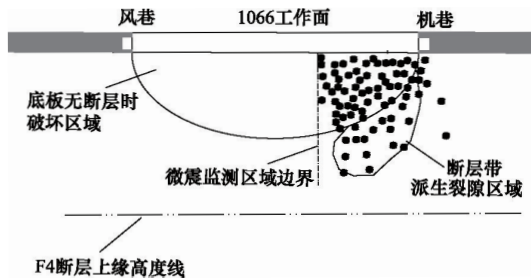 风巷
1066工作面
机巷
底板无断层时
破坏区域
微震监测区域边界
断层带
派生裂隙区域
F4断层上缘高度线